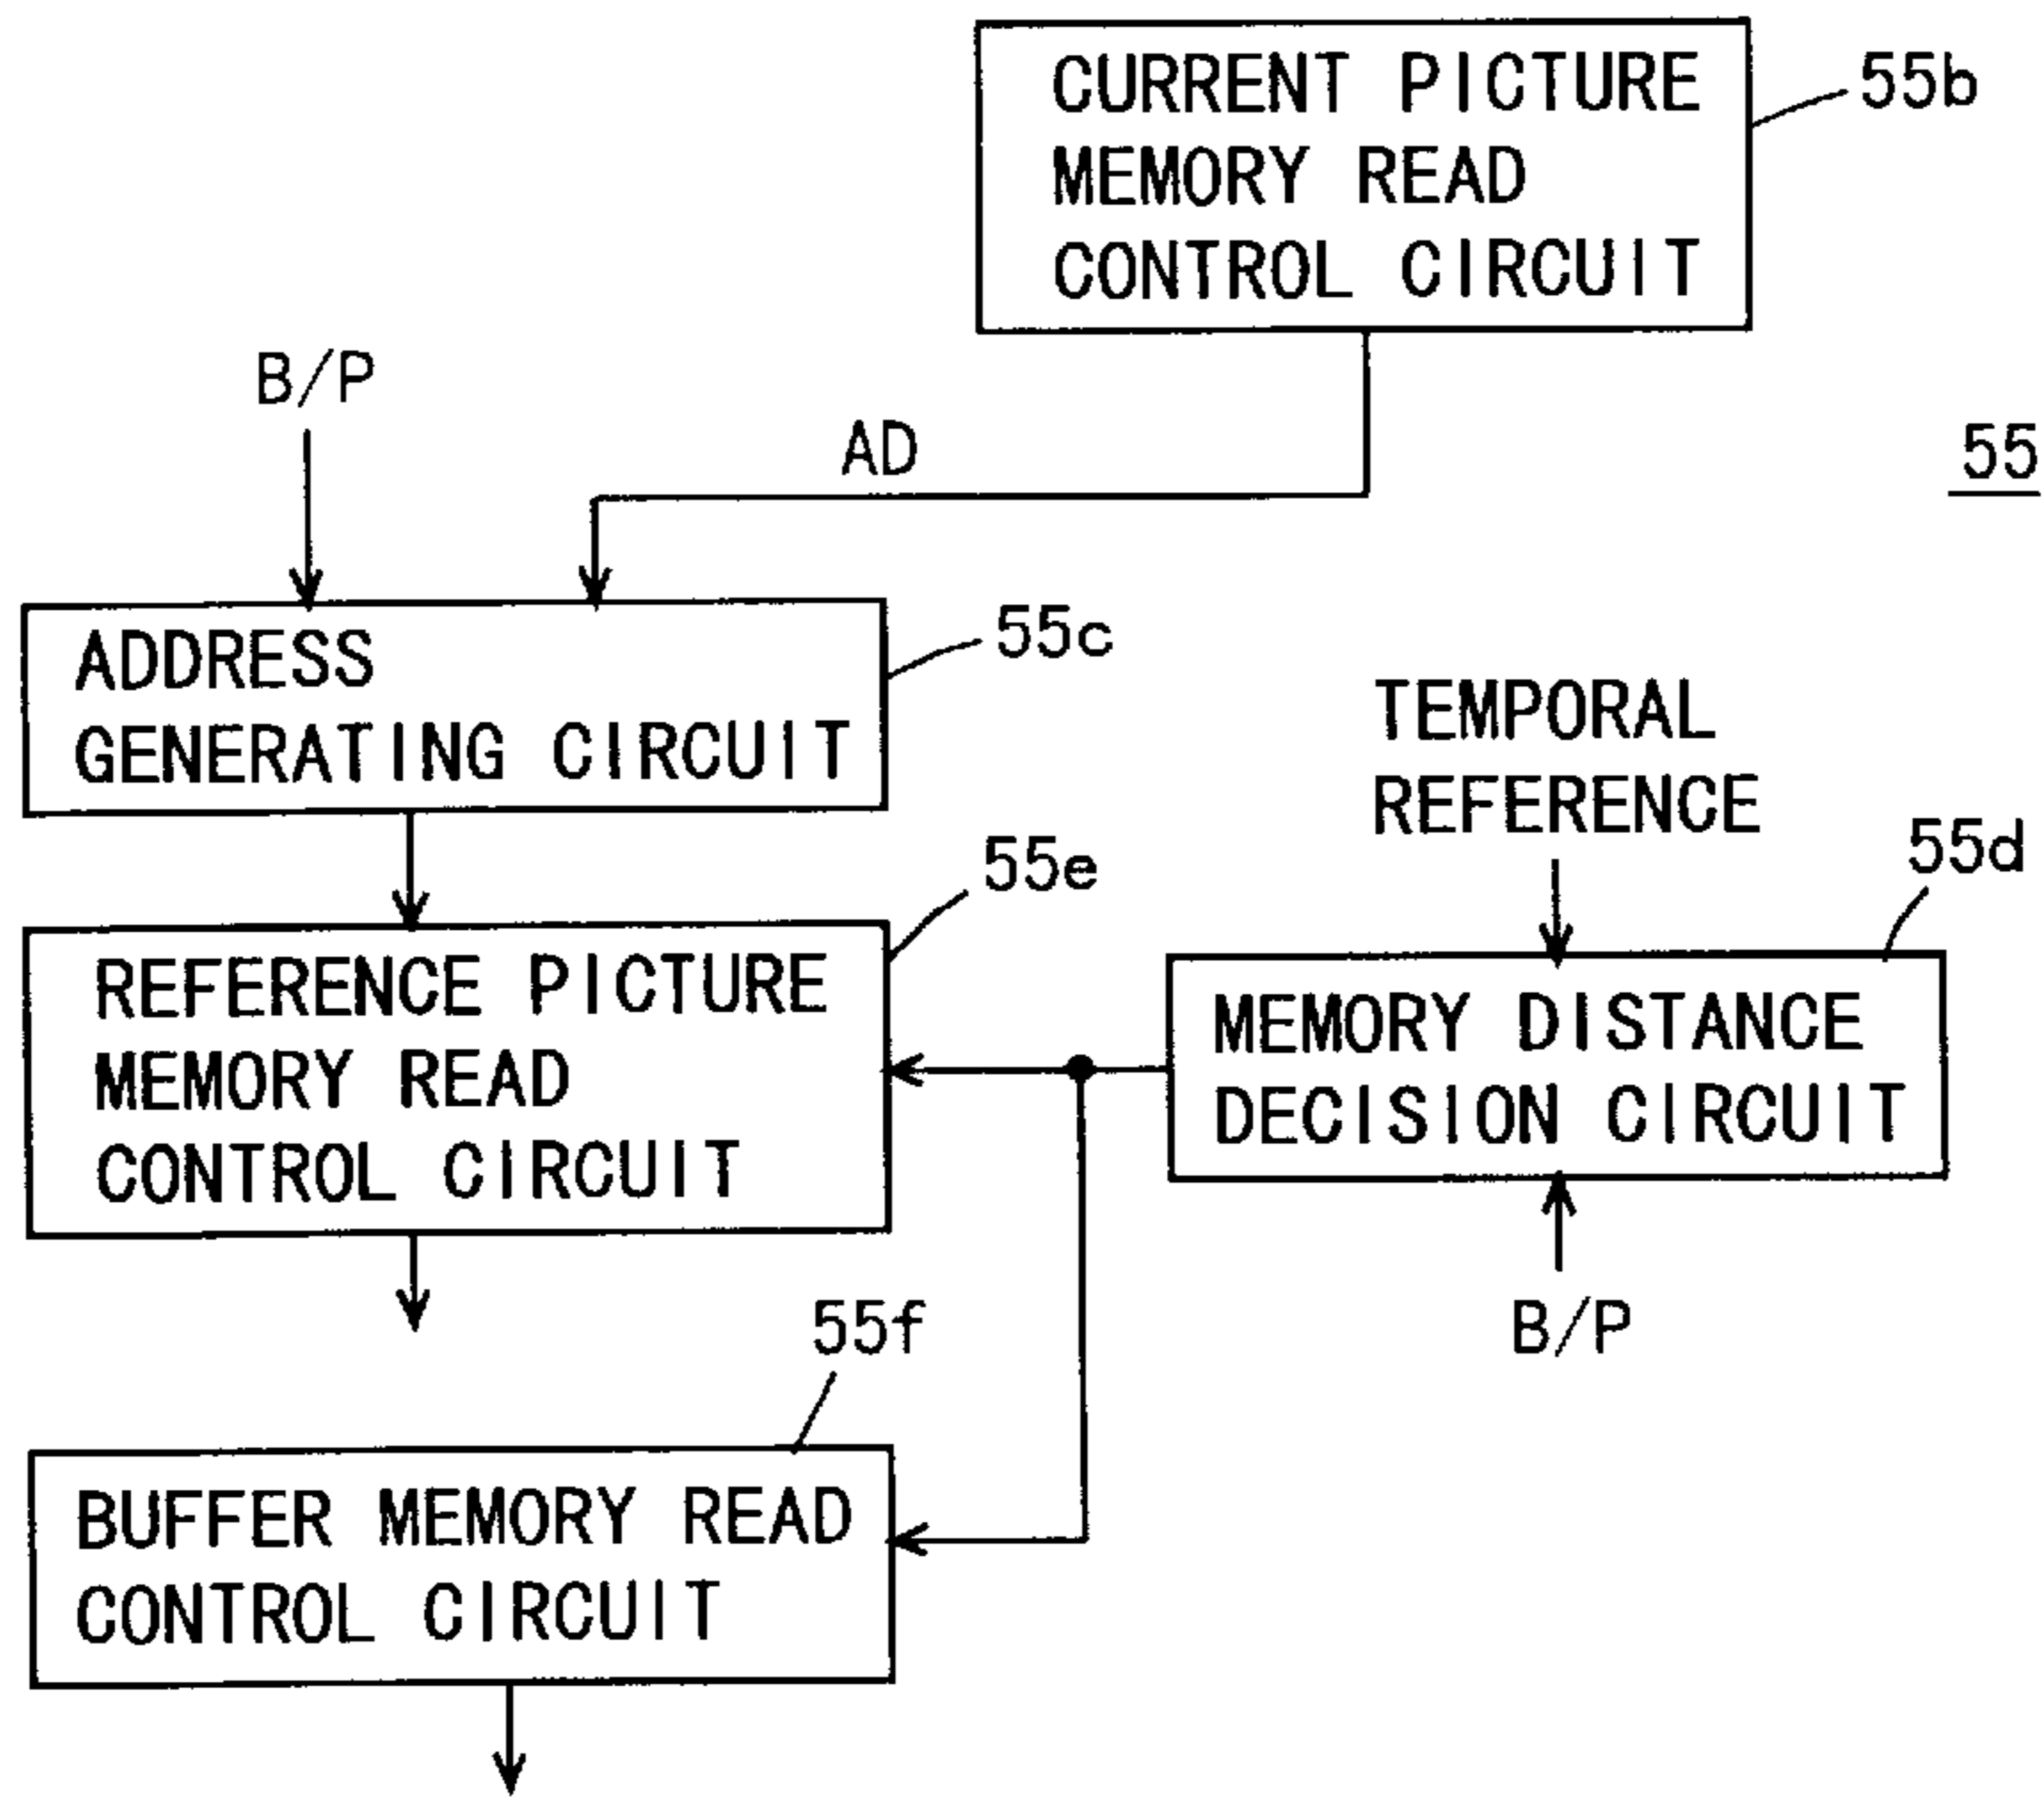 CURRENT PICTURE
MEMORY READ
CONTROL CIRCUIT
55b
B/P
AD
55
ADDRESS
GENERATING CIRCUIT
55c
TEMPORAL
REFERENCE
55d
55e
REFERENCE PICTURE
MEMORY READ
CONTROL CIRCUIT
MEMORY DISTANCE
DECISION CIRCUIT
B/P
55f
BUFFER MEMORY READ
CONTROL CIRCUIT